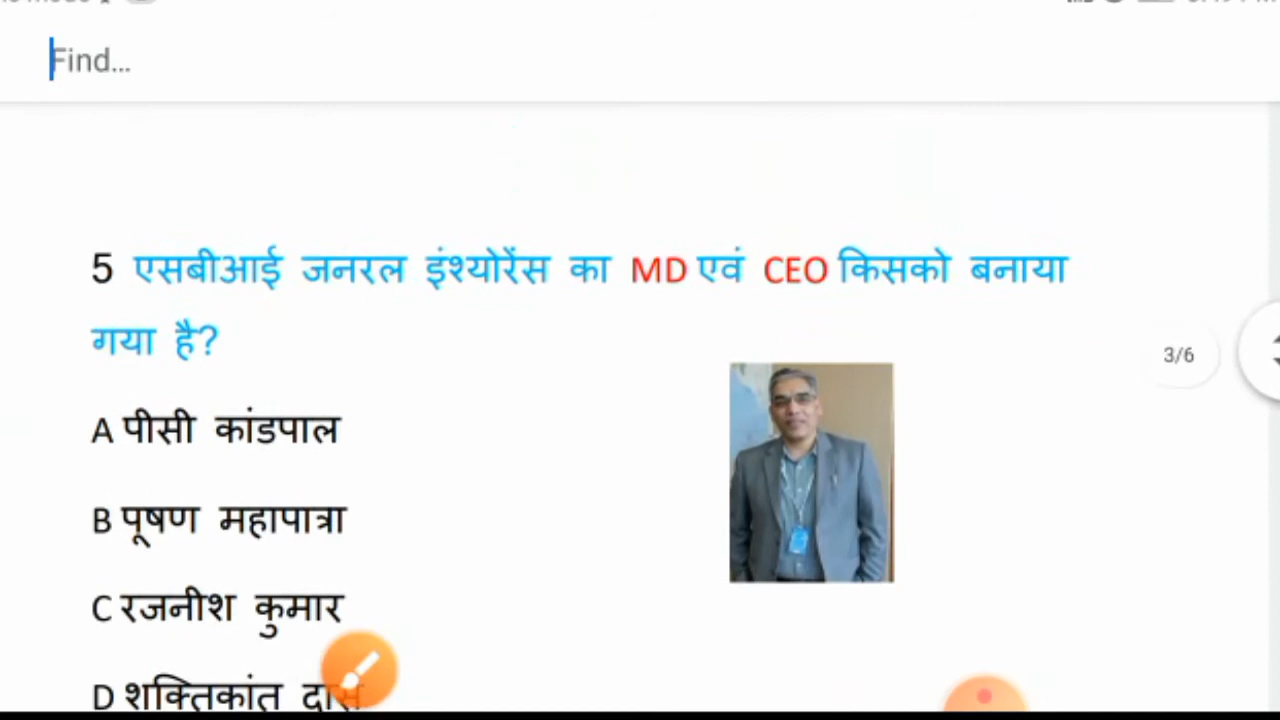 Find...
5 एसबीआई जनरल इंश्योरेंस का MD एवं CEO किसको बनाया
गया है?
3/6
A पीसी कांडपाल
B पूषण महापात्रा
C रजनीश कुमार
D शक्तिकांत दास